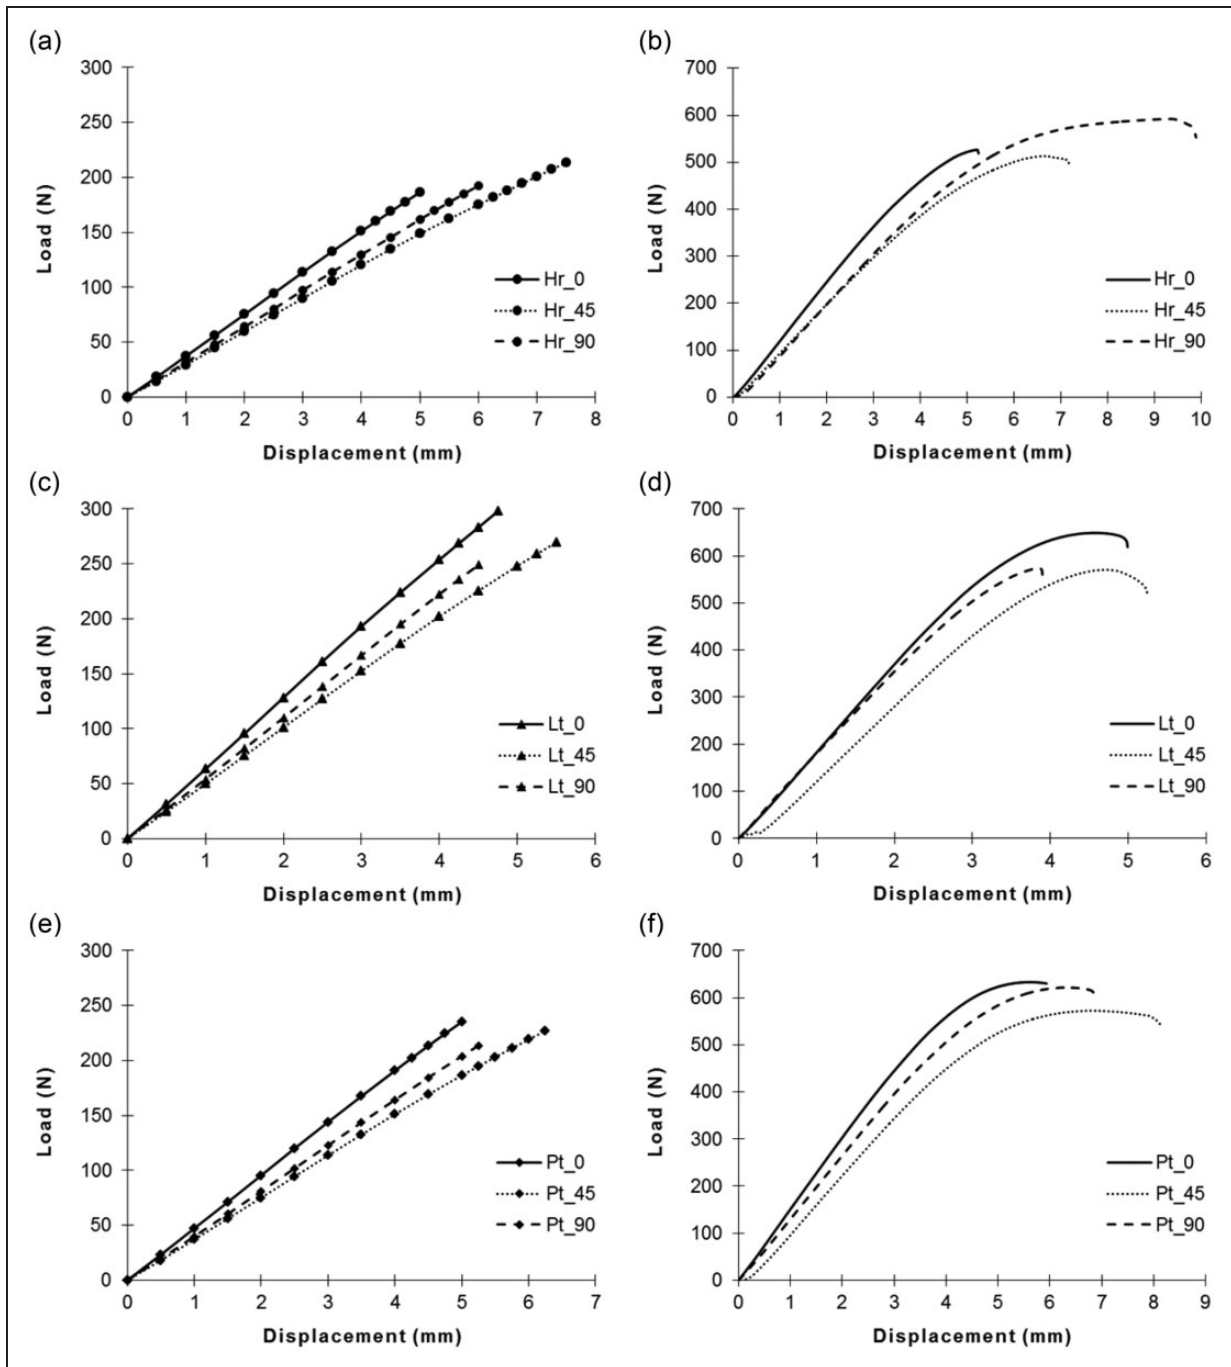 (a)
300
250
200
150
100
50
0
Load (N)
Hr_0
Hr_45
Hr_90
0 1 2 3 4 5 6 7 8
Displacement (mm)
(b)
700
600
500
400
300
200
100
0
Load (N)
Hr_0
Hr_45
Hr_90
0 1 2 3 4 5 6 7 8 9 10
Displacement (mm)
(c)
300
250
200
150
100
50
0
Load (N)
Lt_0
Lt_45
Lt_90
0 1 2 3 4 5 6
Displacement (mm)
(d)
700
600
500
400
300
200
100
0
Load (N)
Lt_0
Lt_45
Lt_90
0 1 2 3 4 5 6
Displacement (mm)
(e)
300
250
200
150
100
50
0
Load (N)
Pt_0
Pt_45
Pt_90
0 1 2 3 4 5 6 7
Displacement (mm)
(f)
700
600
500
400
300
200
100
0
Load (N)
Pt_0
Pt_45
Pt_90
0 1 2 3 4 5 6 7 8 9
Displacement (mm)